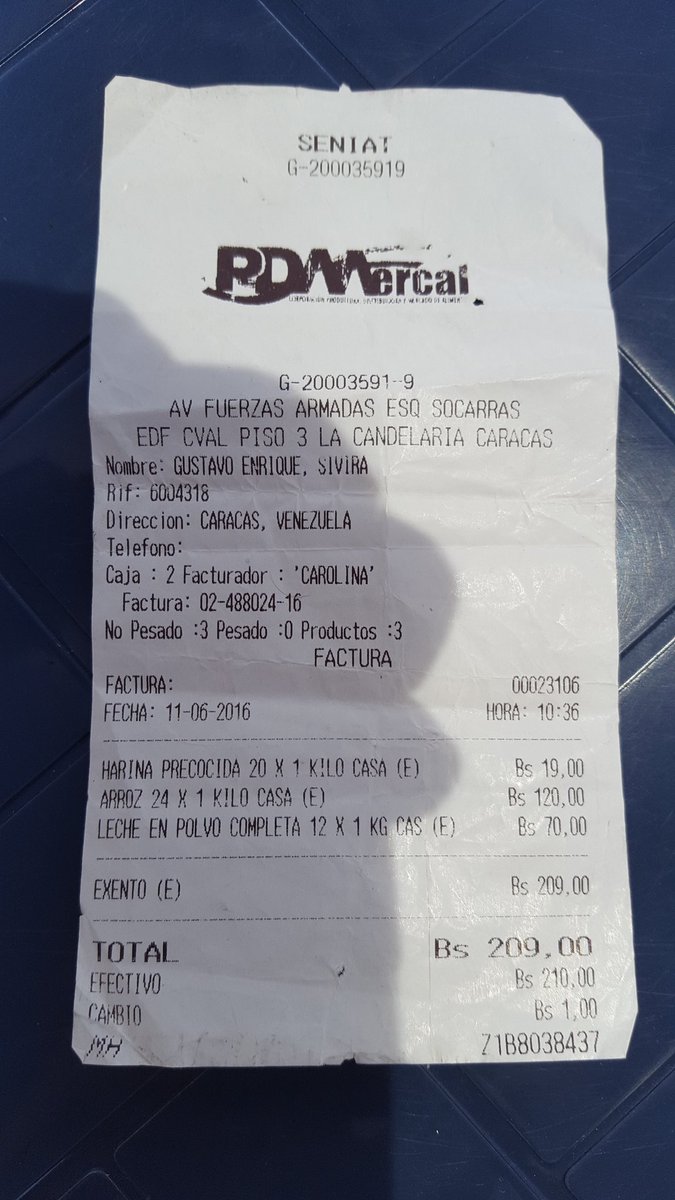 SENIAT
G-200035919
PDMercal
G-20003591-9
AV FUERZAS ARMADAS ESQ SOCARRAS
EDF CVAL PISO 3 LA CANDELARIA CARACAS
Nombre: GUSTAVO ENRIQUE, SIVIRA
Rif: 6004318
Direccion: CARACAS, VENEZUELA
Telefono:
Caja : 2 Facturador : 'CAROLINA'
Factura: 02-488024-16
No Pesado :3 Pesado :0 Productos :3
FACTURA
FACTURA: 00023106
FECHA: 11-06-2016 HORA: 10:36
HARINA PRECOCIDA 20 X 1 KILO CASA (E) Bs 19,00
ARROZ 24 X 1 KILO CASA (E) Bs 120,00
LECHE EN POLVO COMPLETA 12 X 1 KG CAS (E) Bs 70,00
EXENTO (E) Bs 209,00
TOTAL Bs 209,00
EFECTIVO Bs 210,00
CAMBIO Bs 1,00
MH Z1B8038437